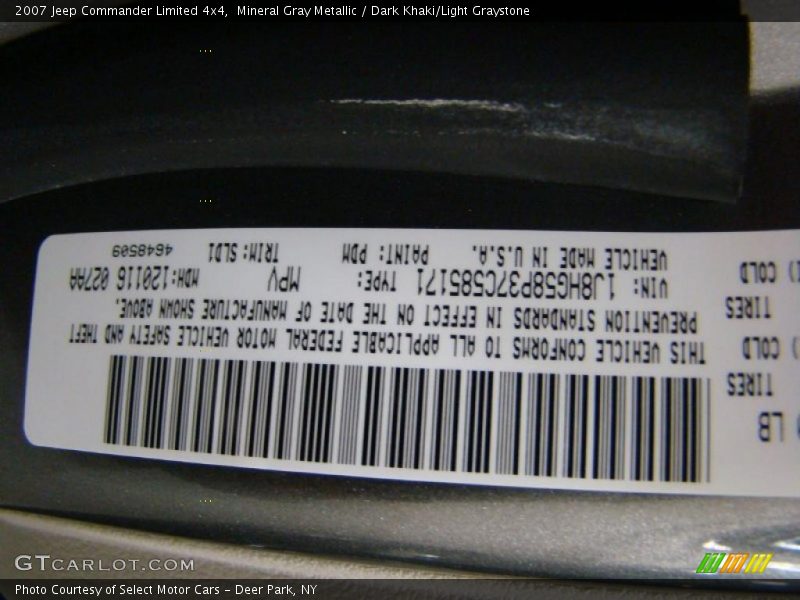 2007 Jeep Commander Limited 4x4,  Mineral Gray Metallic / Dark Khaki/Light Graystone
LB
TIRES
) COLD
THIS VEHICLE CONFORMS TO ALL APPLICABLE FEDERAL MOTOR VEHICLE SAFETY AND THEFT
PREVENTION STANDARDS IN EFFECT ON THE DATE OF MANUFACTURE SHOWN ABOVE.
TIRES
) COLD
VIN: 1J8HG58P37C585171 TYPE: MPV MDH:120116 027AA
VEHICLE MADE IN U.S.A. PAINT: PDM TRIM: SLD1 4648509
GTCARLOT.COM
Photo Courtesy of Select Motor Cars - Deer Park, NY